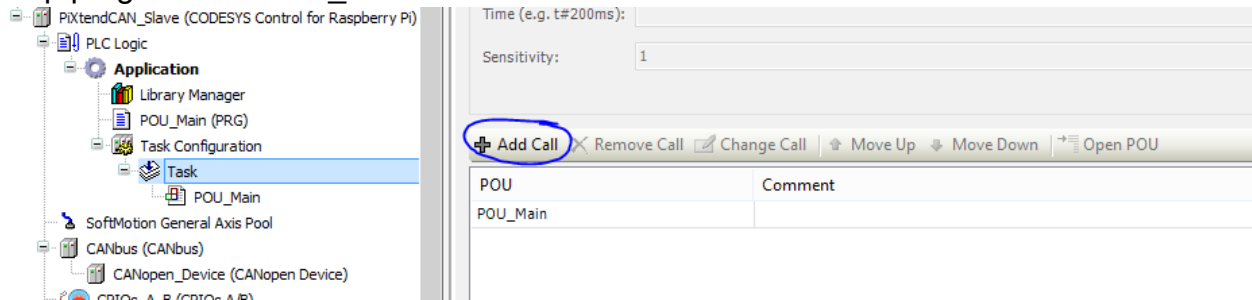 PiXtendCAN_Slave (CODESYS Control for Raspberry Pi)
PLC Logic
Application
Library Manager
POU_Main (PRG)
Task Configuration
Task
POU_Main
SoftMotion General Axis Pool
CANbus (CANbus)
CANopen_Device (CANopen Device)
Time (e.g. t#200ms):
Sensitivity: 1
Add Call Remove Call Change Call Move Up Move Down Open POU
POU Comment
POU_Main